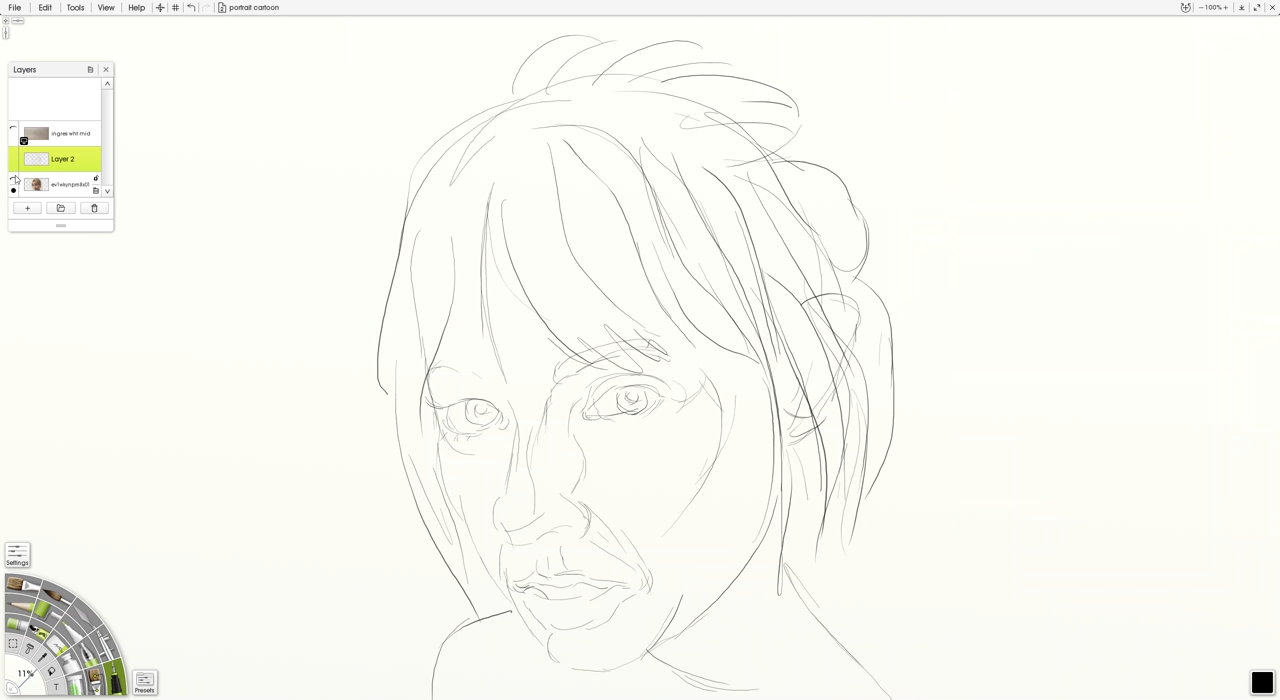 File Edit Tools View Help portrait cartoon −100%+
Layers
ingres wht mid
Layer 2
Settings
11%
T
Presets